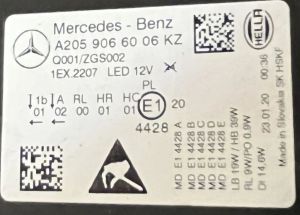 Mercedes - Benz
A205 906 60 06 KZ
Q001/ZGS002
1EX.2207 LED 12V
PL
1b A RL HR HC
01 02 00 01 01
E1 20
4428
HELLA
MD E1 4428 A
MD E1 4428 B
MD E1 4428 C
MD E1 4428 D
MD E1 4428 E
LB 19W / HB 39W
RL 9W/PO 0.9W
DI 14,6W
23.01.20 00:36
Made in Slovakia SK HSKF